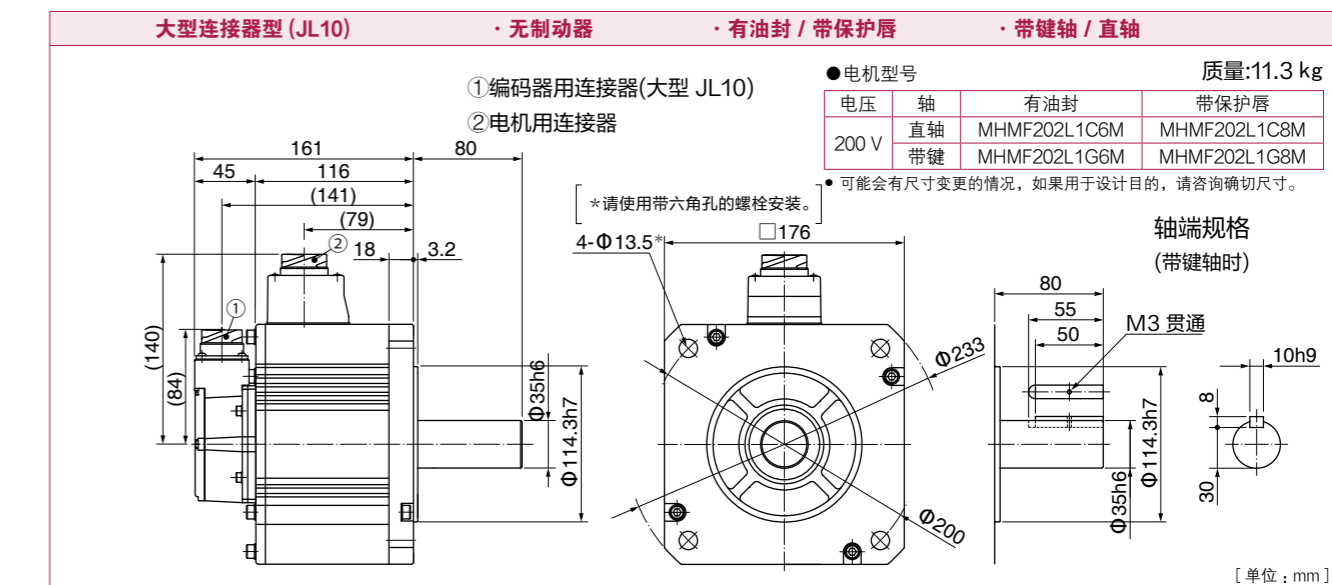 大型连接器型 (JL10) ・无制动器 ・有油封 / 带保护唇 ・带键轴 / 直轴
①编码器用连接器(大型 JL10)
②电机用连接器
●电机型号 质量:11.3 kg
电压 轴 有油封 带保护唇
200 V 直轴 MHMF202L1C6M MHMF202L1C8M
带键 MHMF202L1G6M MHMF202L1G8M
● 可能会有尺寸变更的情况，如果用于设计目的，请咨询确切尺寸。
161 80
45 116
(141)
(79)
② 18 3.2
①
(140)
(84)
Φ35h6
Φ114.3h7
*请使用带六角孔的螺栓安装。
4-Φ13.5* □176
Φ233
Φ200
轴端规格
(带键轴时)
80
55
50
M3 贯通
Φ35h6
Φ114.3h7
10h9
8
30
[ 单位 : mm ]